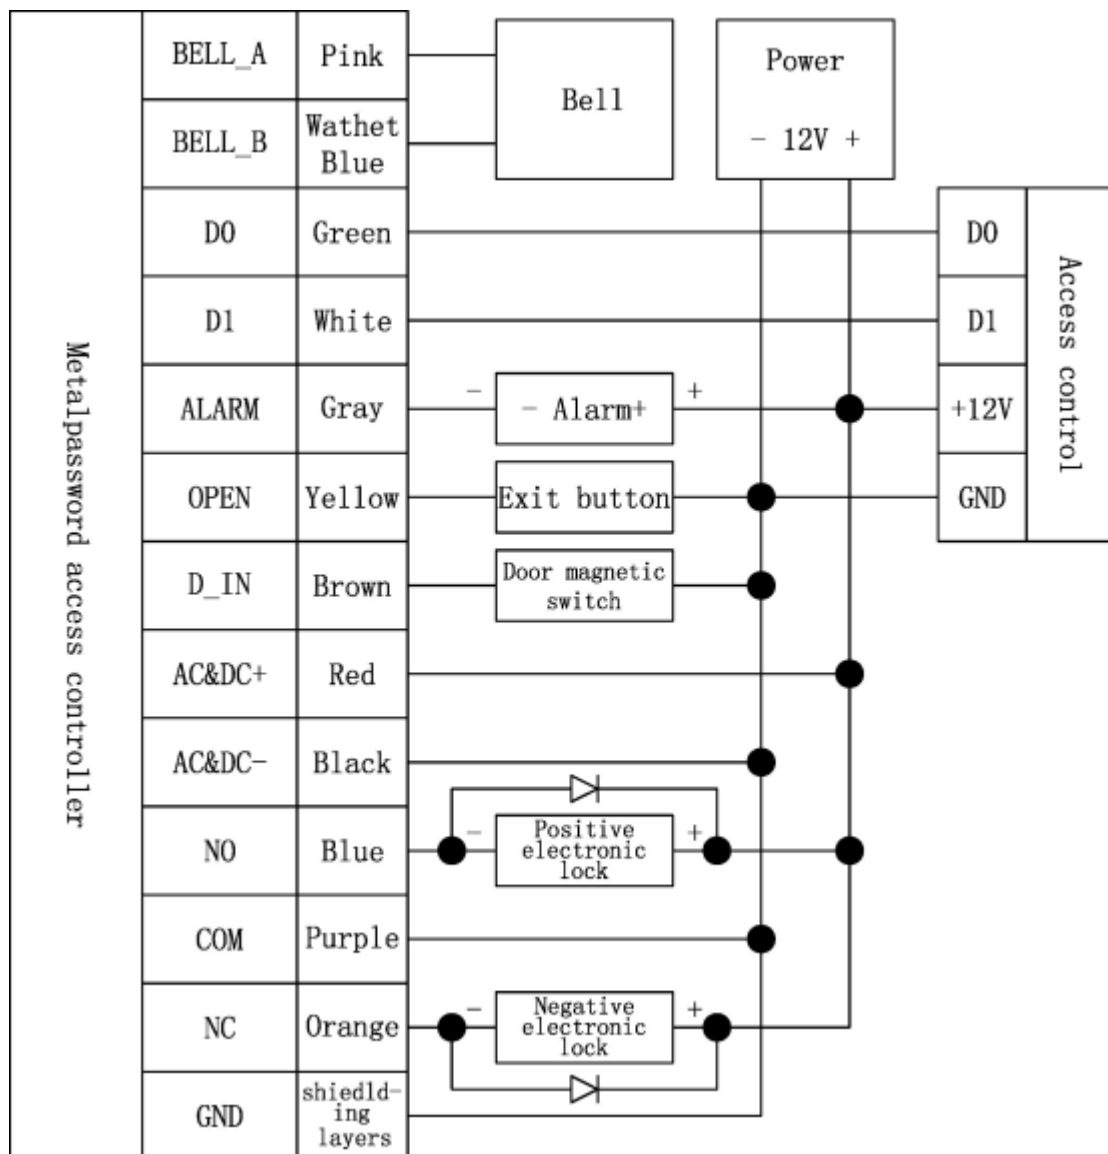 Metalpassword access controller
BELL_A Pink
BELL_B Wathet
Blue
D0 Green
D1 White
ALARM Gray
OPEN Yellow
D_IN Brown
AC&DC+ Red
AC&DC- Black
NO Blue
COM Purple
NC Orange
GND shiedld-
ing
layers
Bell
Power
- 12V +
- - Alarm+ +
Exit button
Door magnetic
switch
- Positive +
electronic
lock
- Negative +
electronic
lock
D0
D1
+12V
GND
Access control